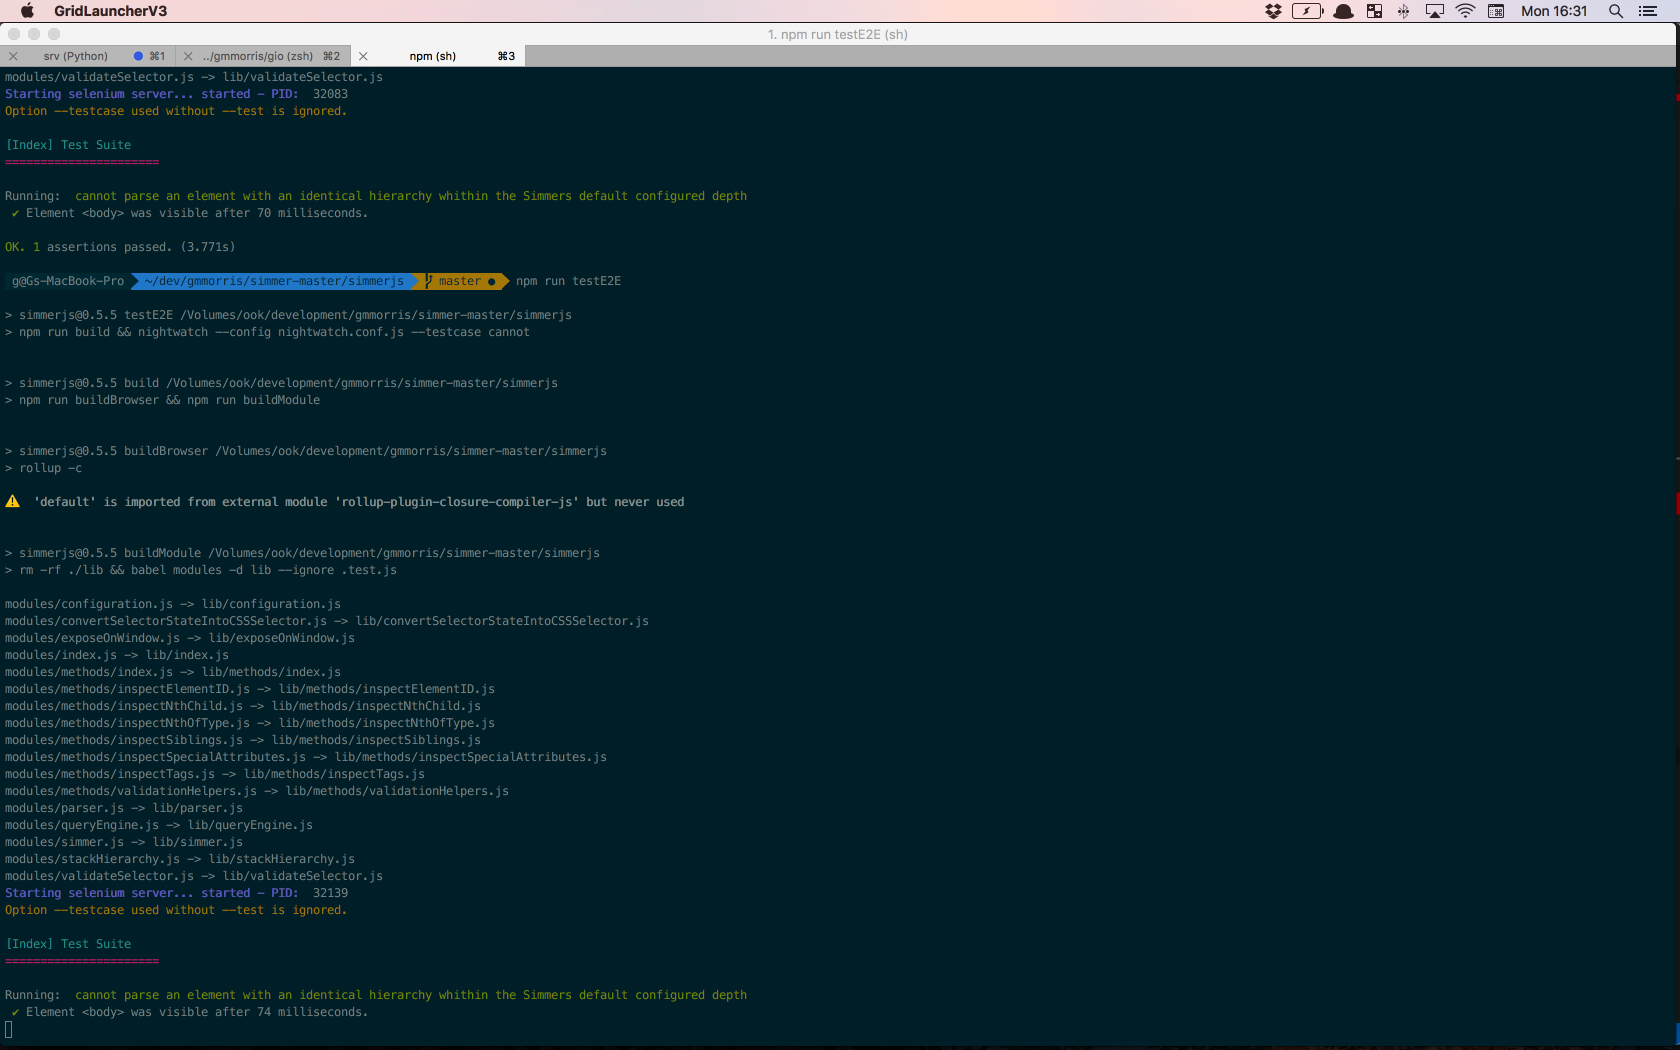 GridLauncherV3 Mon 16:31
1. npm run testE2E (sh)
srv (Python) ⌘1 ../gmmorris/gio (zsh) ⌘2 npm (sh) ⌘3
modules/validateSelector.js -> lib/validateSelector.js
Starting selenium server... started - PID:  32083
Option --testcase used without --test is ignored.
[Index] Test Suite
======================
Running:  cannot parse an element with an identical hierarchy whithin the Simmers default configured depth
✔ Element <body> was visible after 70 milliseconds.
OK. 1 assertions passed. (3.771s)
g@Gs-MacBook-Pro ~/dev/gmmorris/simmer-master/simmerjs master ● npm run testE2E
> simmerjs@0.5.5 testE2E /Volumes/ook/development/gmmorris/simmer-master/simmerjs
> npm run build && nightwatch --config nightwatch.conf.js --testcase cannot
> simmerjs@0.5.5 build /Volumes/ook/development/gmmorris/simmer-master/simmerjs
> npm run buildBrowser && npm run buildModule
> simmerjs@0.5.5 buildBrowser /Volumes/ook/development/gmmorris/simmer-master/simmerjs
> rollup -c
⚠ 'default' is imported from external module 'rollup-plugin-closure-compiler-js' but never used
> simmerjs@0.5.5 buildModule /Volumes/ook/development/gmmorris/simmer-master/simmerjs
> rm -rf ./lib && babel modules -d lib --ignore .test.js
modules/configuration.js -> lib/configuration.js
modules/convertSelectorStateIntoCSSSelector.js -> lib/convertSelectorStateIntoCSSSelector.js
modules/exposeOnWindow.js -> lib/exposeOnWindow.js
modules/index.js -> lib/index.js
modules/methods/index.js -> lib/methods/index.js
modules/methods/inspectElementID.js -> lib/methods/inspectElementID.js
modules/methods/inspectNthChild.js -> lib/methods/inspectNthChild.js
modules/methods/inspectNthOfType.js -> lib/methods/inspectNthOfType.js
modules/methods/inspectSiblings.js -> lib/methods/inspectSiblings.js
modules/methods/inspectSpecialAttributes.js -> lib/methods/inspectSpecialAttributes.js
modules/methods/inspectTags.js -> lib/methods/inspectTags.js
modules/methods/validationHelpers.js -> lib/methods/validationHelpers.js
modules/parser.js -> lib/parser.js
modules/queryEngine.js -> lib/queryEngine.js
modules/simmer.js -> lib/simmer.js
modules/stackHierarchy.js -> lib/stackHierarchy.js
modules/validateSelector.js -> lib/validateSelector.js
Starting selenium server... started - PID:  32139
Option --testcase used without --test is ignored.
[Index] Test Suite
======================
Running:  cannot parse an element with an identical hierarchy whithin the Simmers default configured depth
✔ Element <body> was visible after 74 milliseconds.